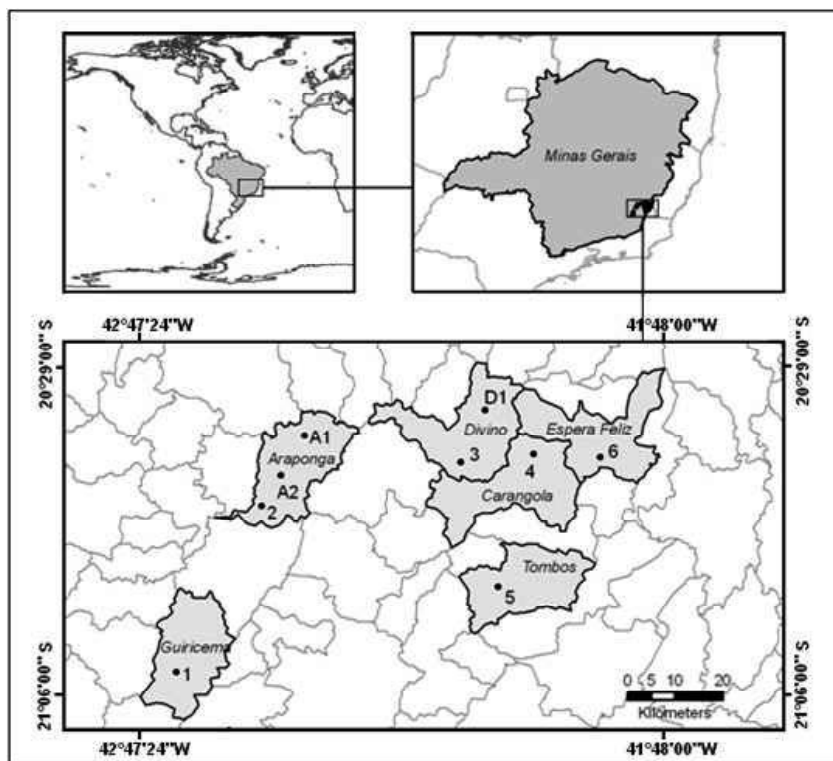 Minas Gerais
42°47'24"W
41°48'00"W
20°29'00" S
20°29'00" S
D1
A1
Divino
Espera Feliz
Araponga
3
4
6
A2
Carangola
2
Tombos
5
Guiricema
1
0 5 10 20
Kilometers
21°06'00" S
21°06'00" S
42°47'24"W
41°48'00"W